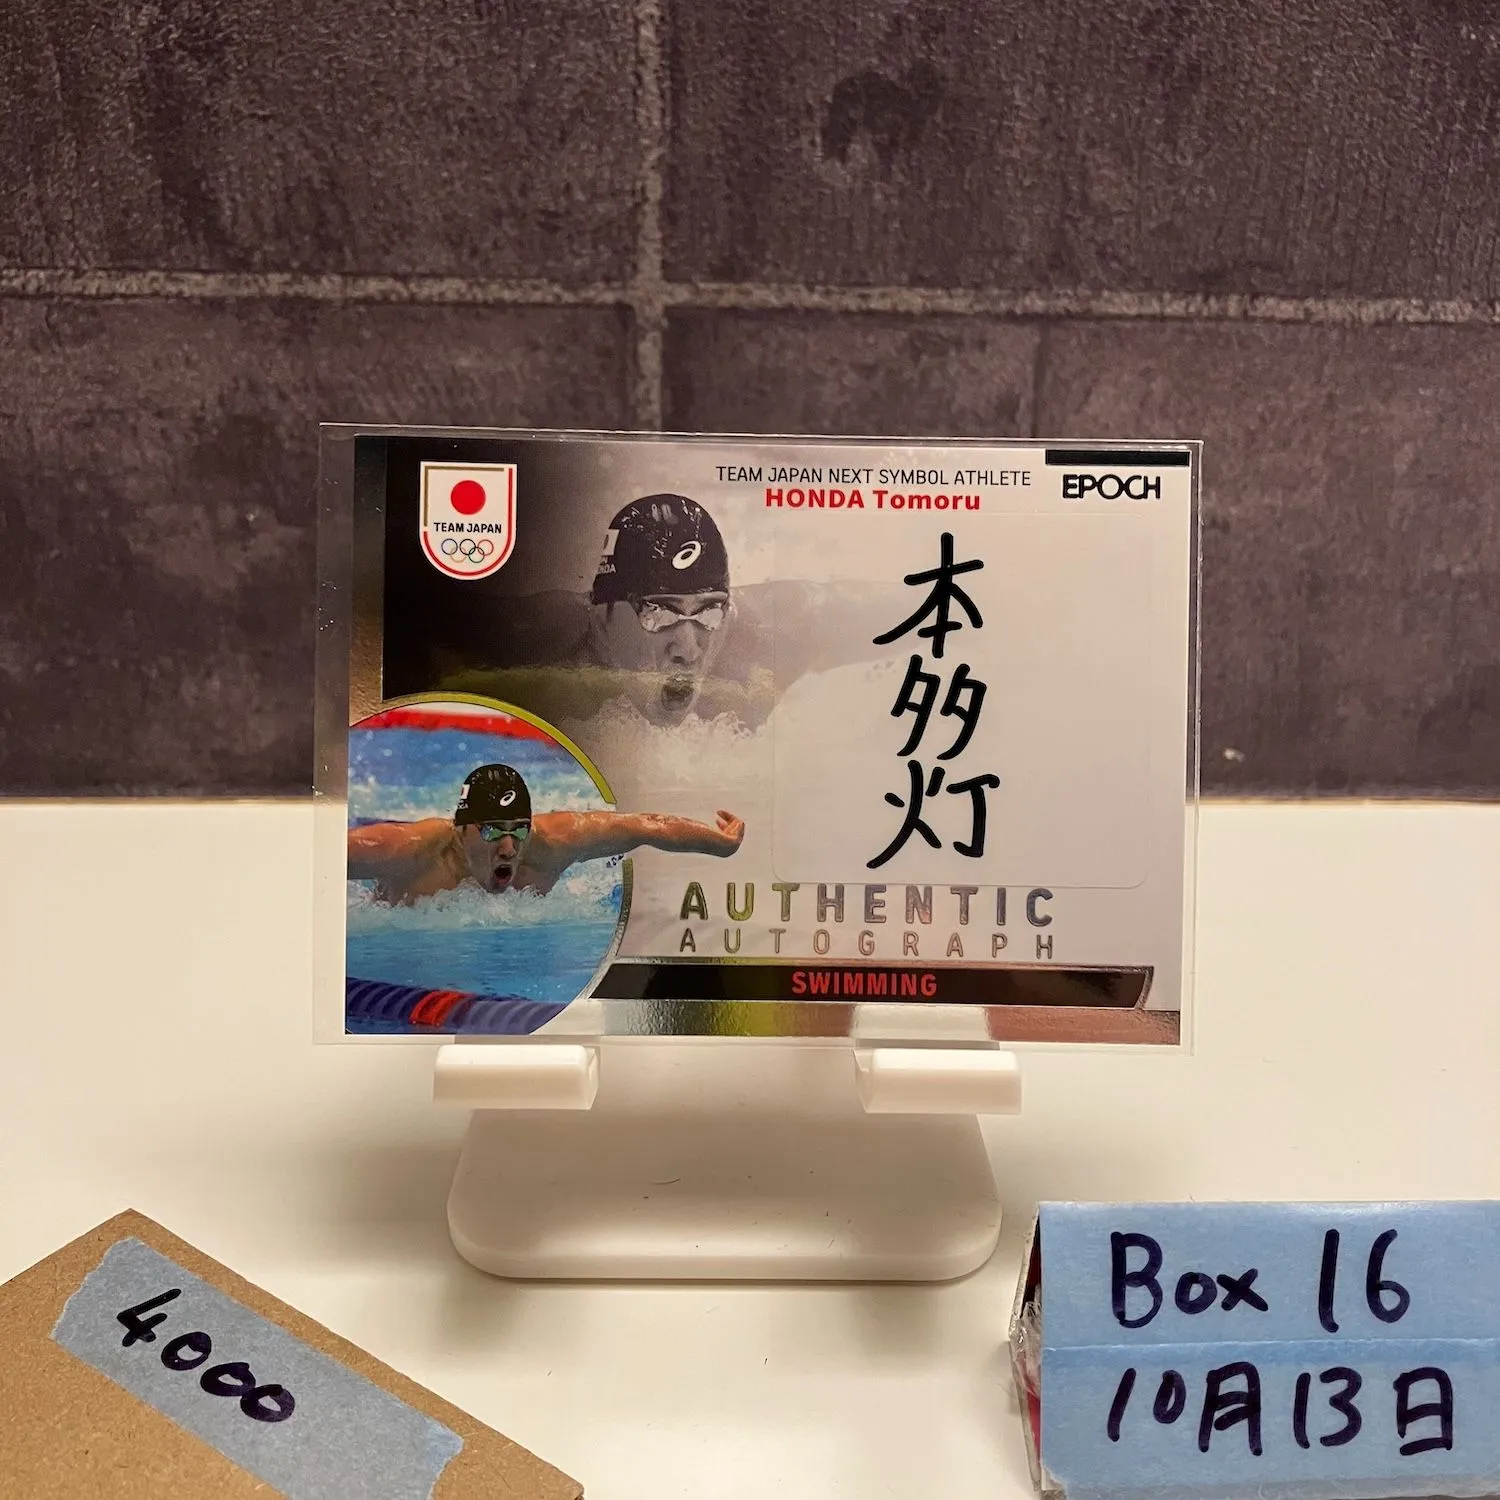 TEAM JAPAN
TEAM JAPAN NEXT SYMBOL ATHLETE
HONDA Tomoru
EPOCH
本多灯
AUTHENTIC
AUTOGRAPH
SWIMMING
4000
Box 16
10月13日